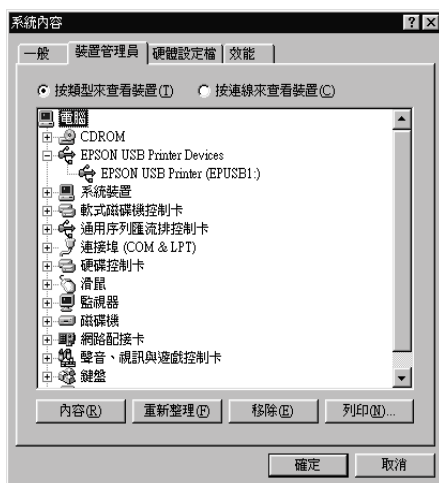 系統內容
一般 裝置管理員 硬體設定檔 效能
按類型來查看裝置(T) 按連線來查看裝置(C)
電腦
CDROM
EPSON USB Printer Devices
EPSON USB Printer (EPUSB1:)
系統裝置
軟式磁碟機控制卡
通用序列匯流排控制卡
連接埠 (COM & LPT)
硬碟控制卡
滑鼠
監視器
磁碟機
網路配接卡
聲音、視訊與遊戲控制卡
鍵盤
內容(R) 重新整理(F) 移除(E) 列印(N)...
確定 取消